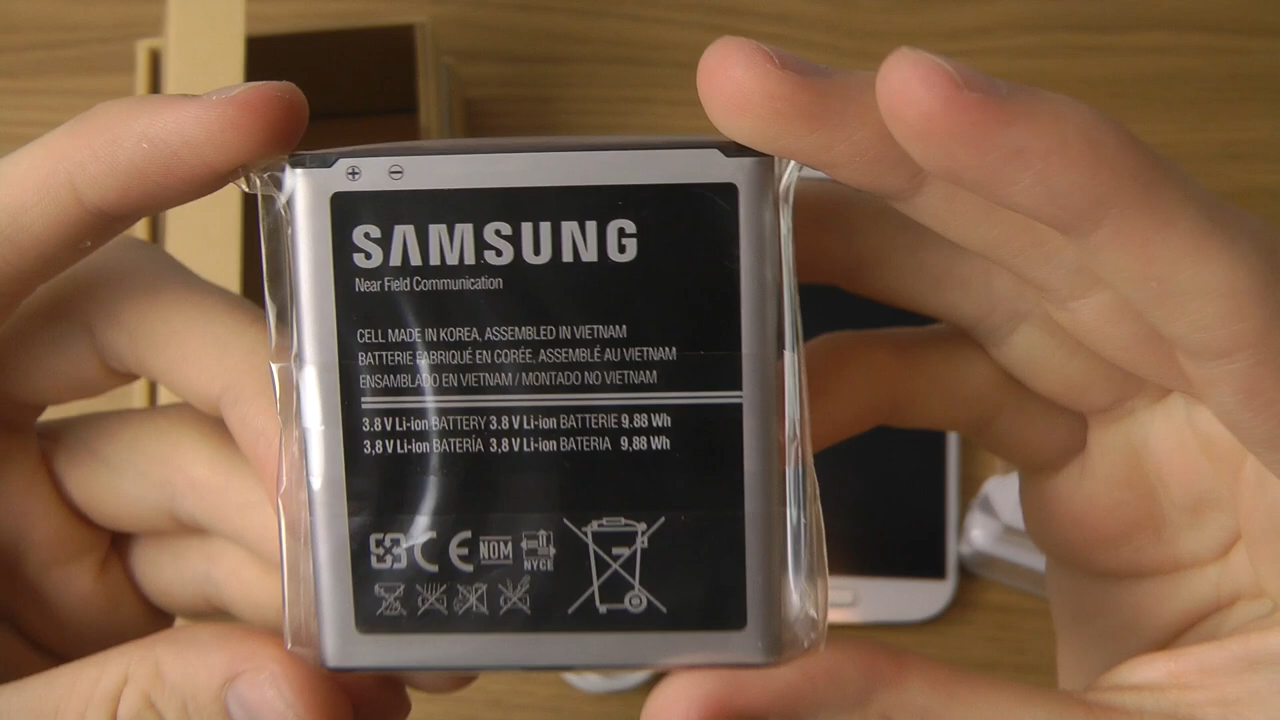 SAMSUNG
Near Field Communication
CELL MADE IN KOREA, ASSEMBLED IN VIETNAM
BATTERIE FABRIQUÉ EN CORÉE, ASSEMBLÉ AU VIETNAM
ENSAMBLADO EN VIETNAM / MONTADO NO VIETNAM
3.8 V Li-ion BATTERY 3.8 V Li-ion BATTERIE 9.88 Wh
3,8 V Li-ion BATERÍA 3,8 V Li-ion BATERIA 9,88 Wh
CE NOM NYCE